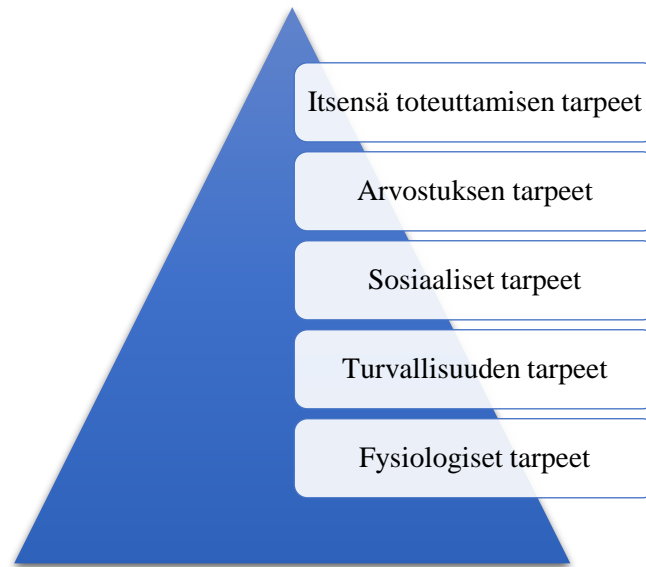 Itsensä toteuttamisen tarpeet
Arvostuksen tarpeet
Sosiaaliset tarpeet
Turvallisuuden tarpeet
Fysiologiset tarpeet